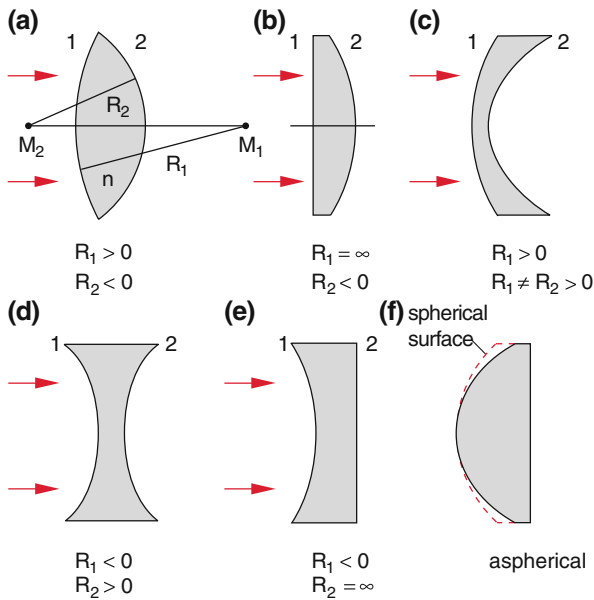 (a)
1 2
R₂
M₂ M₁
R₁
n
R₁ > 0
R₂ < 0
(b)
1 2
R₁ = ∞
R₂ < 0
(c)
1 2
R₁ > 0
R₁ ≠ R₂ > 0
(d)
1 2
R₁ < 0
R₂ > 0
(e)
1 2
R₁ < 0
R₂ = ∞
(f)
spherical
surface
aspherical